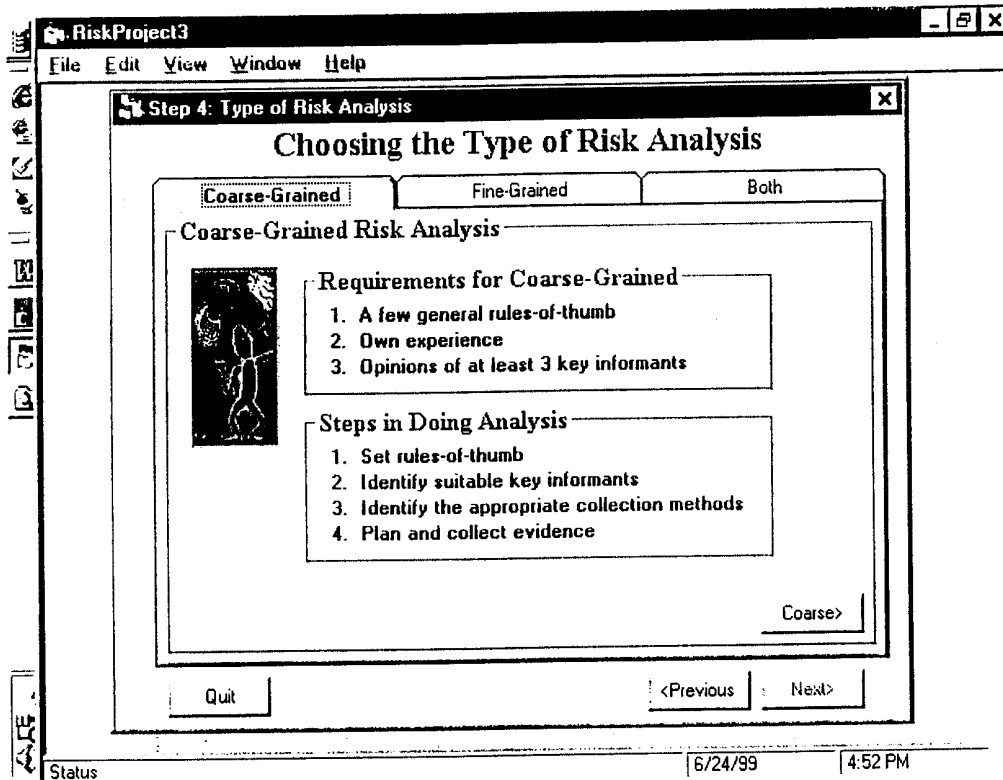 RiskProject3
File Edit View Window Help
Step 4: Type of Risk Analysis
Choosing the Type of Risk Analysis
Coarse-Grained Fine-Grained Both
Coarse-Grained Risk Analysis
Requirements for Coarse-Grained
1. A few general rules-of-thumb
2. Own experience
3. Opinions of at least 3 key informants
Steps in Doing Analysis
1. Set rules-of-thumb
2. Identify suitable key informants
3. Identify the appropriate collection methods
4. Plan and collect evidence
Coarse>
Quit <Previous Next>
Status 6/24/99 4:52 PM